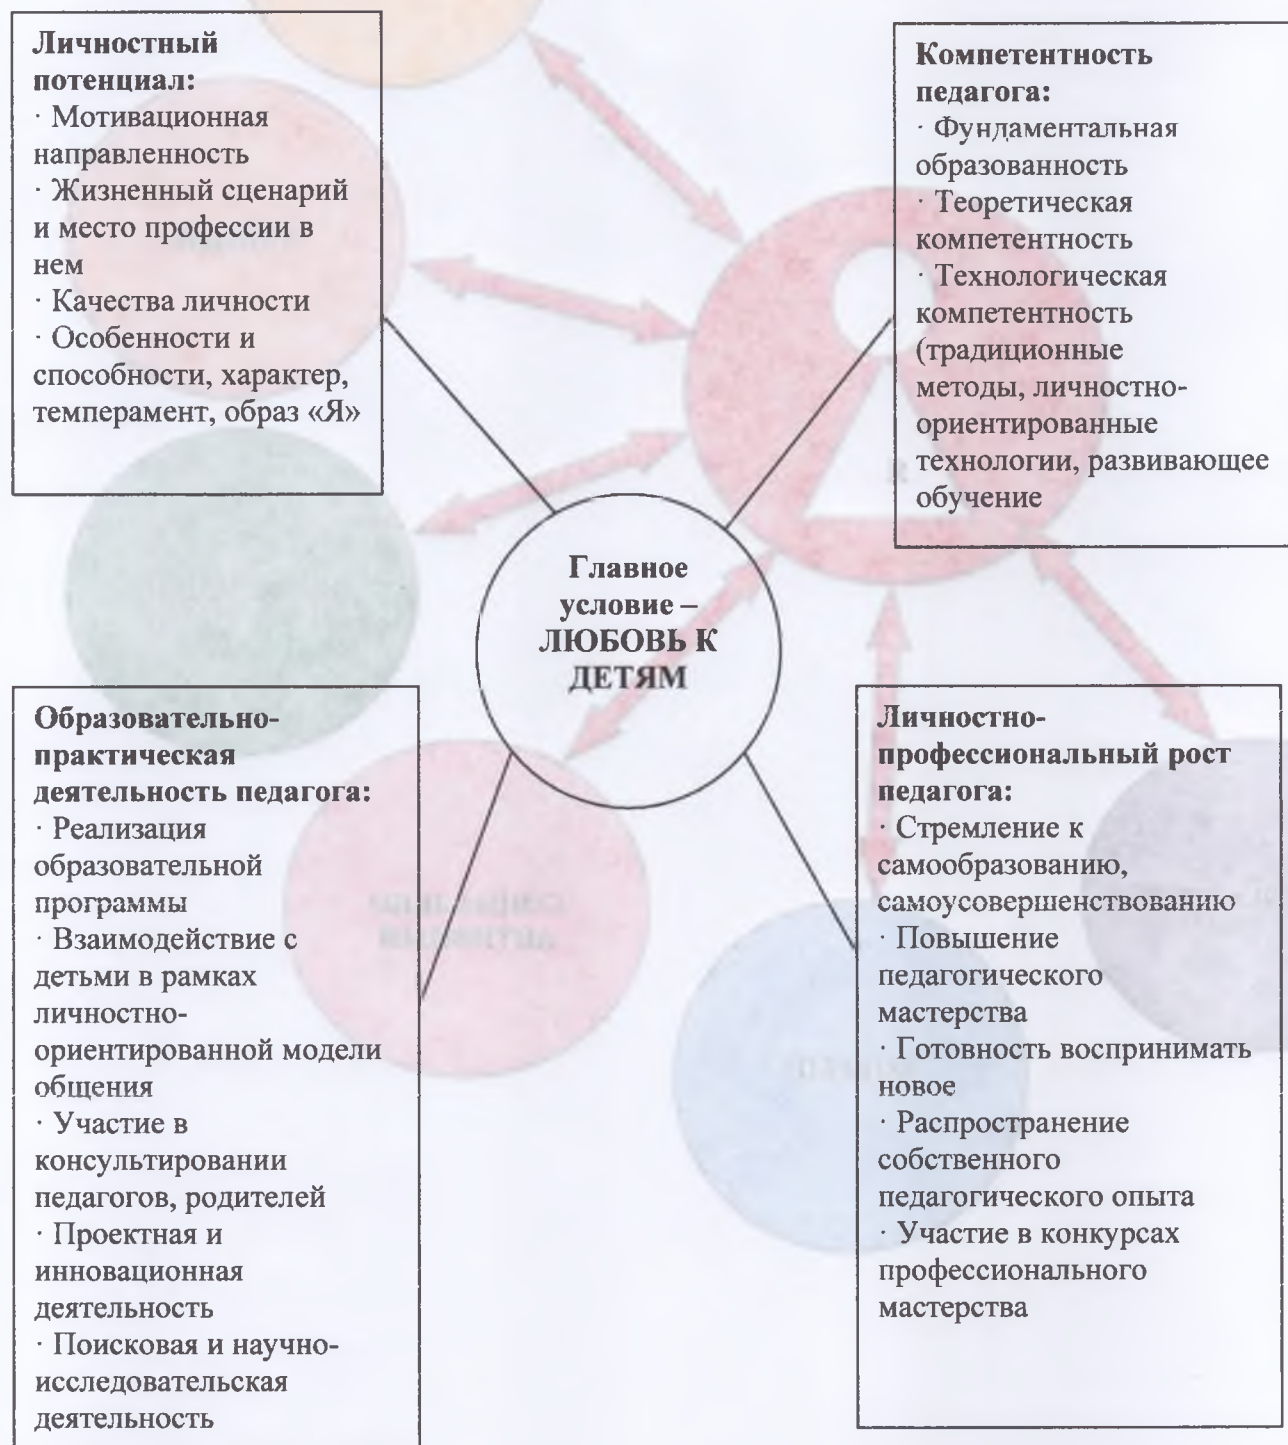 Личностный
потенциал:
· Мотивационная
направленность
· Жизненный сценарий
и место профессии в
нем
· Качества личности
· Особенности и
способности, характер,
темперамент, образ «Я»
Компетентность
педагога:
· Фундаментальная
образованность
· Теоретическая
компетентность
· Технологическая
компетентность
(традиционные
методы, личностно-
ориентированные
технологии, развивающее
обучение
Главное
условие –
ЛЮБОВЬ К
ДЕТЯМ
Образовательно-
практическая
деятельность педагога:
· Реализация
образовательной
программы
· Взаимодействие с
детьми в рамках
личностно-
ориентированной модели
общения
· Участие в
консультировании
педагогов, родителей
· Проектная и
инновационная
деятельность
· Поисковая и научно-
исследовательская
деятельность
Личностно-
профессиональный рост
педагога:
· Стремление к
самообразованию,
самоусовершенствованию
· Повышение
педагогического
мастерства
· Готовность воспринимать
новое
· Распространение
собственного
педагогического опыта
· Участие в конкурсах
профессионального
мастерства